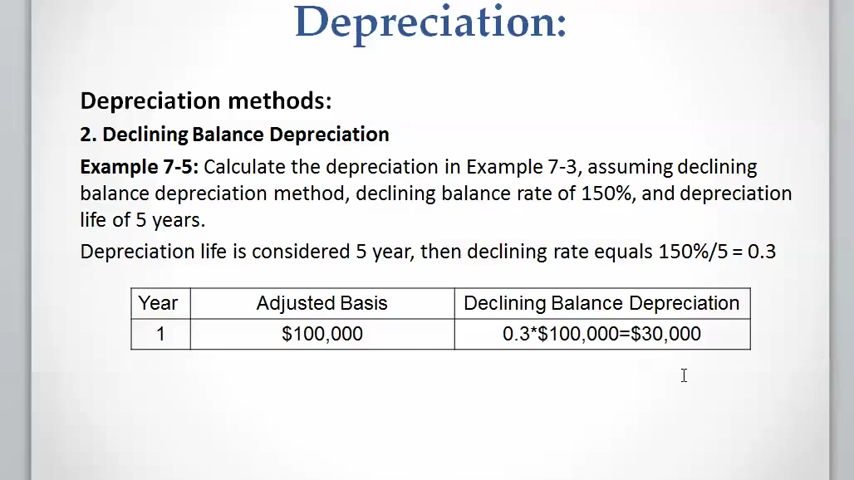 Depreciation:
Depreciation methods:
2. Declining Balance Depreciation
Example 7-5: Calculate the depreciation in Example 7-3, assuming declining
balance depreciation method, declining balance rate of 150%, and depreciation
life of 5 years.
Depreciation life is considered 5 year, then declining rate equals 150%/5 = 0.3
Year Adjusted Basis Declining Balance Depreciation
1 $100,000 0.3*$100,000=$30,000